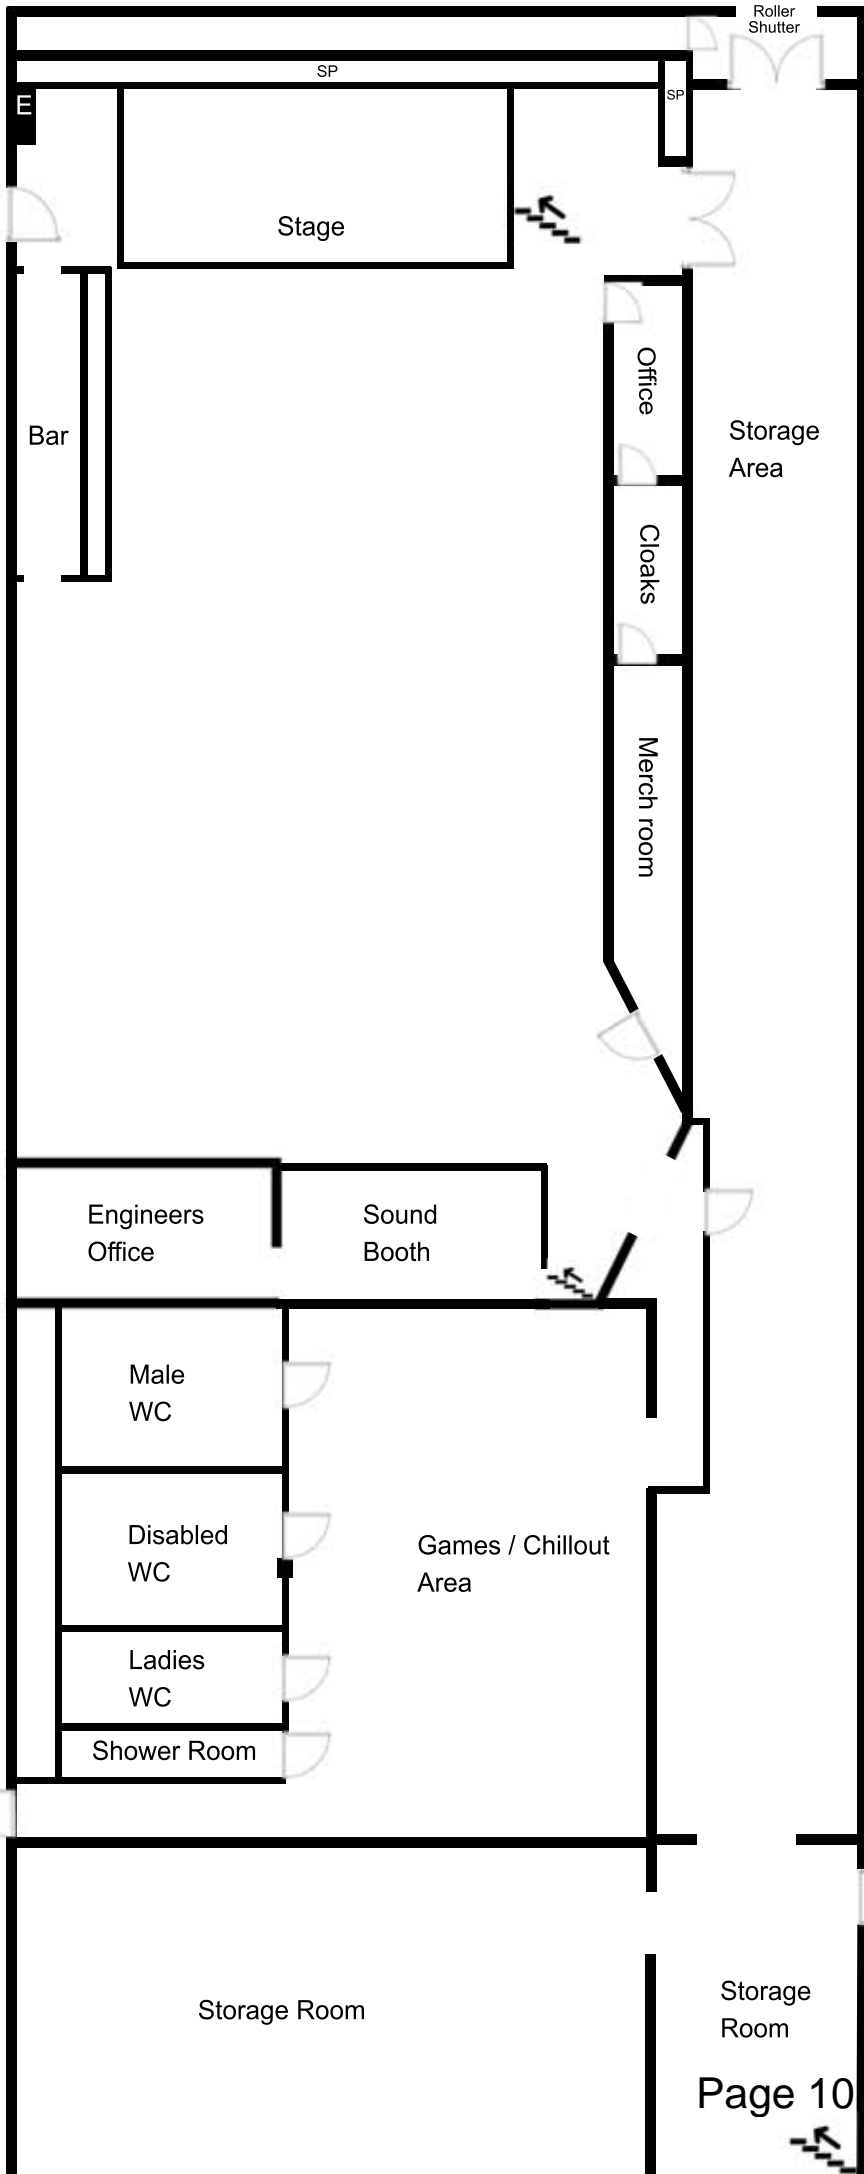 Roller
Shutter
SP
SP
E
Stage
Office
Bar
Storage
Area
Cloaks
Merch room
Engineers
Office
Sound
Booth
Male
WC
Disabled
WC
Games / Chillout
Area
Ladies
WC
Shower Room
Storage Room
Storage
Room
Page 10